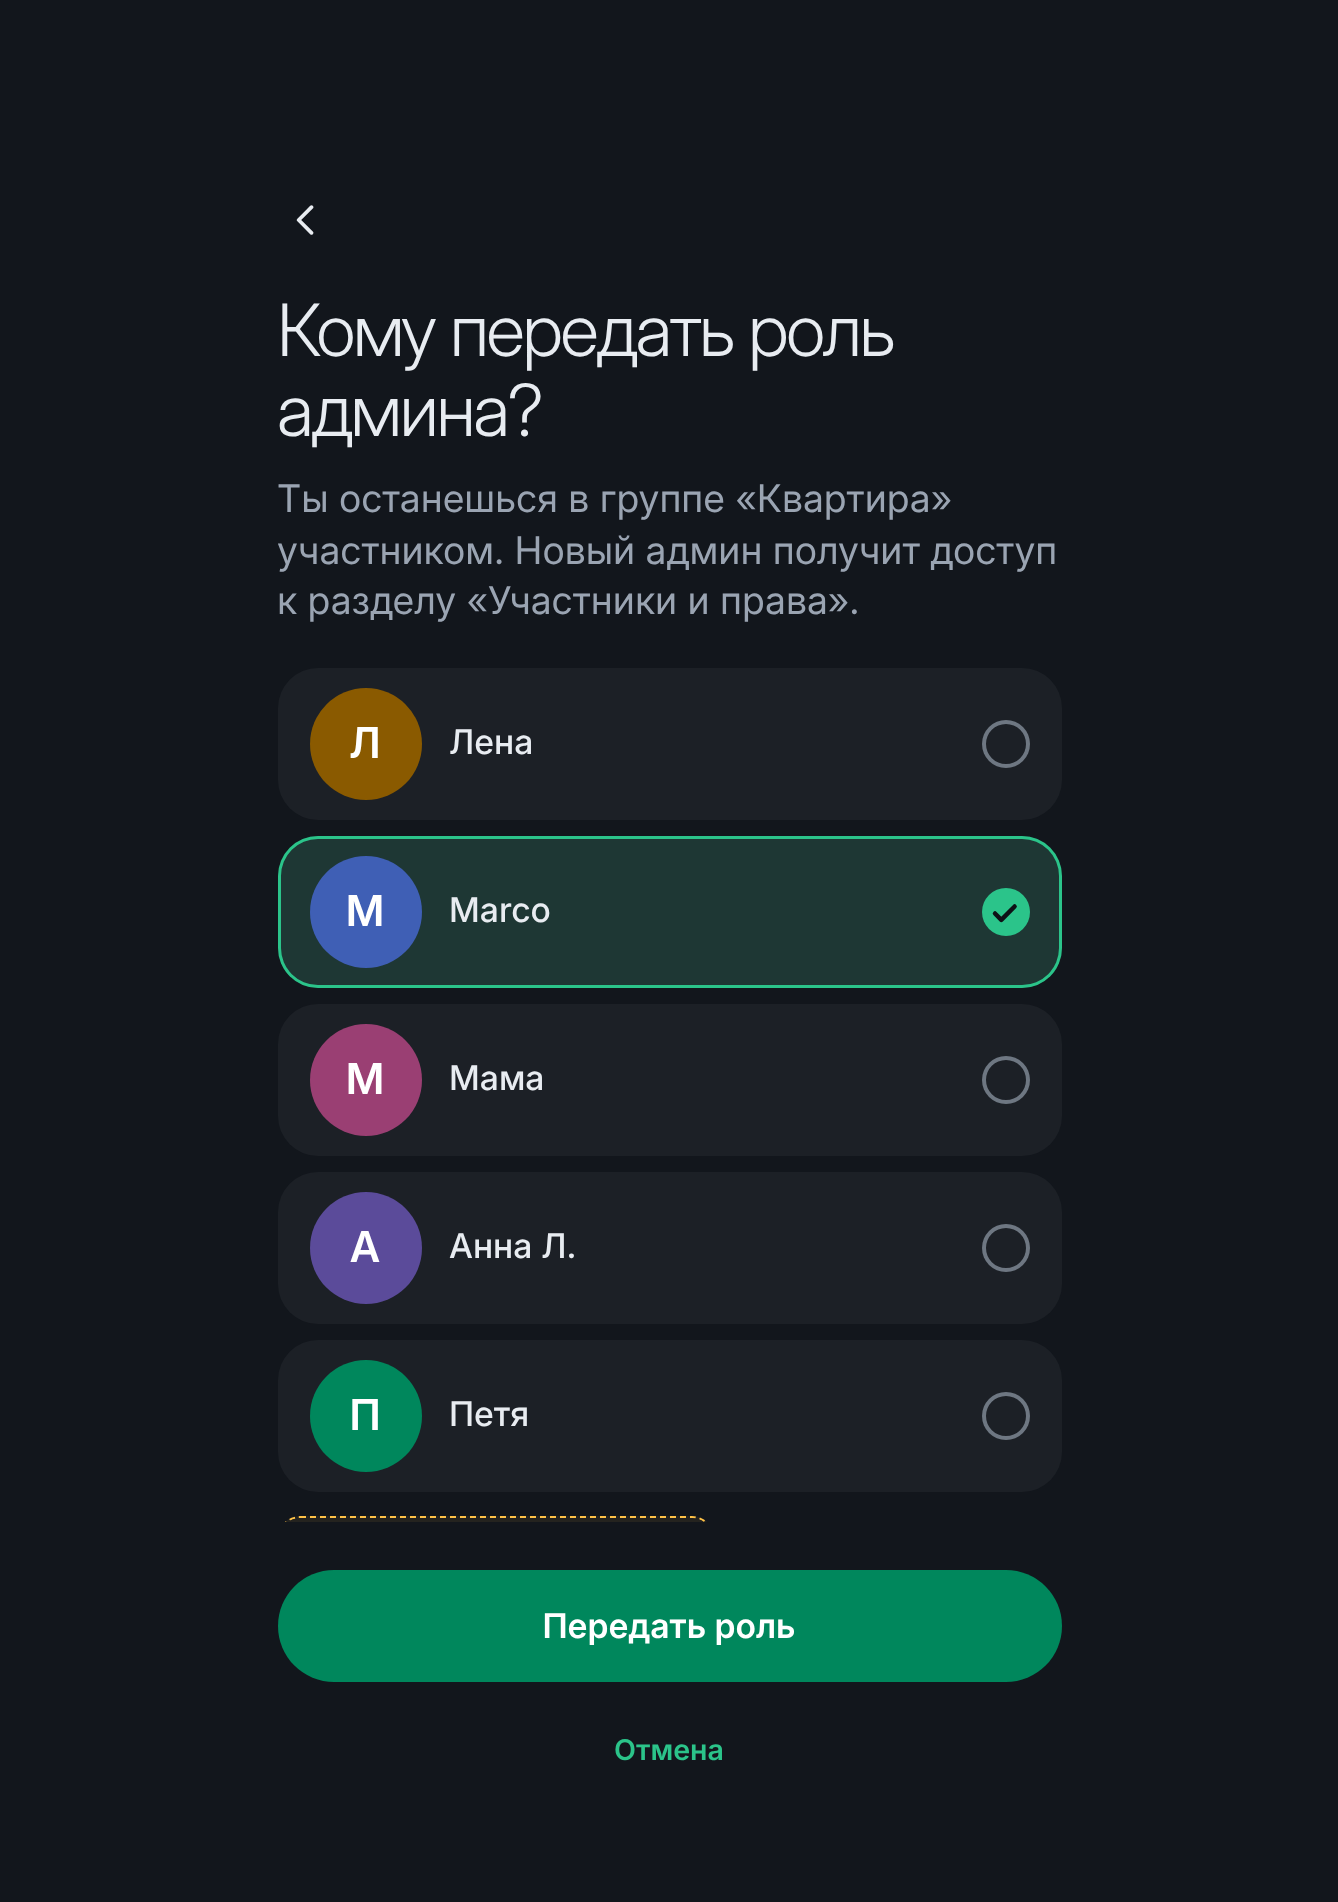 Кому передать роль
админа?
Ты останешься в группе «Квартира»
участником. Новый админ получит доступ
к разделу «Участники и права».
Л Лена
M Marco
М Мама
А Анна Л.
П Петя
Передать роль
Отмена